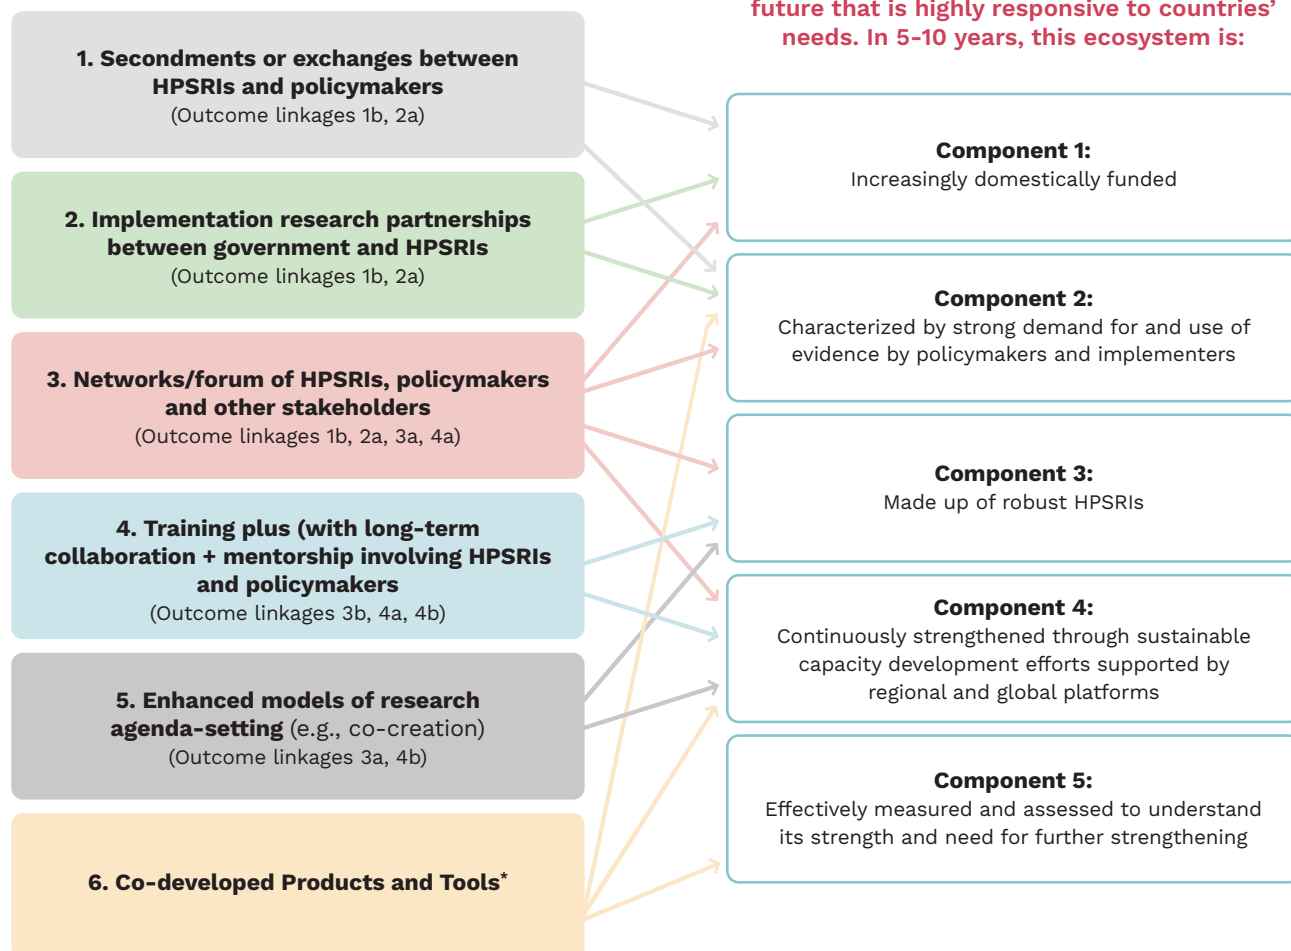 1. Secondments or exchanges between
HPSRIs and policymakers
(Outcome linkages 1b, 2a)
2. Implementation research partnerships
between government and HPSRIs
(Outcome linkages 1b, 2a)
3. Networks/forum of HPSRIs, policymakers
and other stakeholders
(Outcome linkages 1b, 2a, 3a, 4a)
4. Training plus (with long-term
collaboration + mentorship involving HPSRIs
and policymakers
(Outcome linkages 3b, 4a, 4b)
5. Enhanced models of research
agenda-setting (e.g., co-creation)
(Outcome linkages 3a, 4b)
6. Co-developed Products and Tools*
future that is highly responsive to countries’
needs. In 5-10 years, this ecosystem is:
Component 1:
Increasingly domestically funded
Component 2:
Characterized by strong demand for and use of
evidence by policymakers and implementers
Component 3:
Made up of robust HPSRIs
Component 4:
Continuously strengthened through sustainable
capacity development efforts supported by
regional and global platforms
Component 5:
Effectively measured and assessed to understand
its strength and need for further strengthening